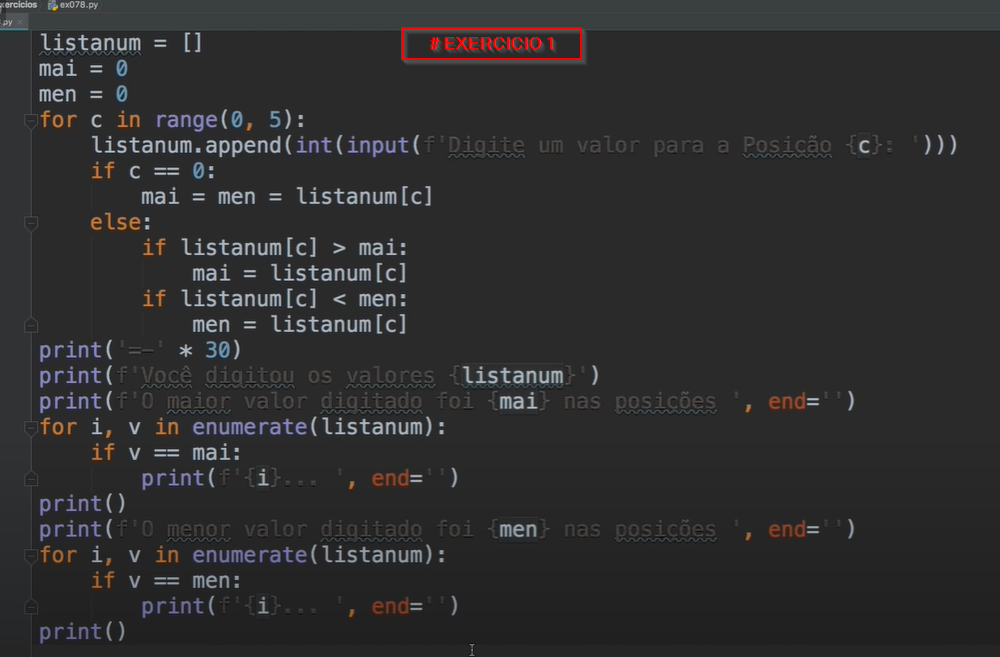 ercicios ex078.py
.py
# EXERCICIO 1
listanum = []
mai = 0
men = 0
for c in range(0, 5):
    listanum.append(int(input(f'Digite um valor para a Posição {c}: ')))
    if c == 0:
        mai = men = listanum[c]
    else:
        if listanum[c] > mai:
            mai = listanum[c]
        if listanum[c] < men:
            men = listanum[c]
print('=-' * 30)
print(f'Você digitou os valores {listanum}')
print(f'O maior valor digitado foi {mai} nas posições ', end='')
for i, v in enumerate(listanum):
    if v == mai:
        print(f'{i}... ', end='')
print()
print(f'O menor valor digitado foi {men} nas posições ', end='')
for i, v in enumerate(listanum):
    if v == men:
        print(f'{i}... ', end='')
print()